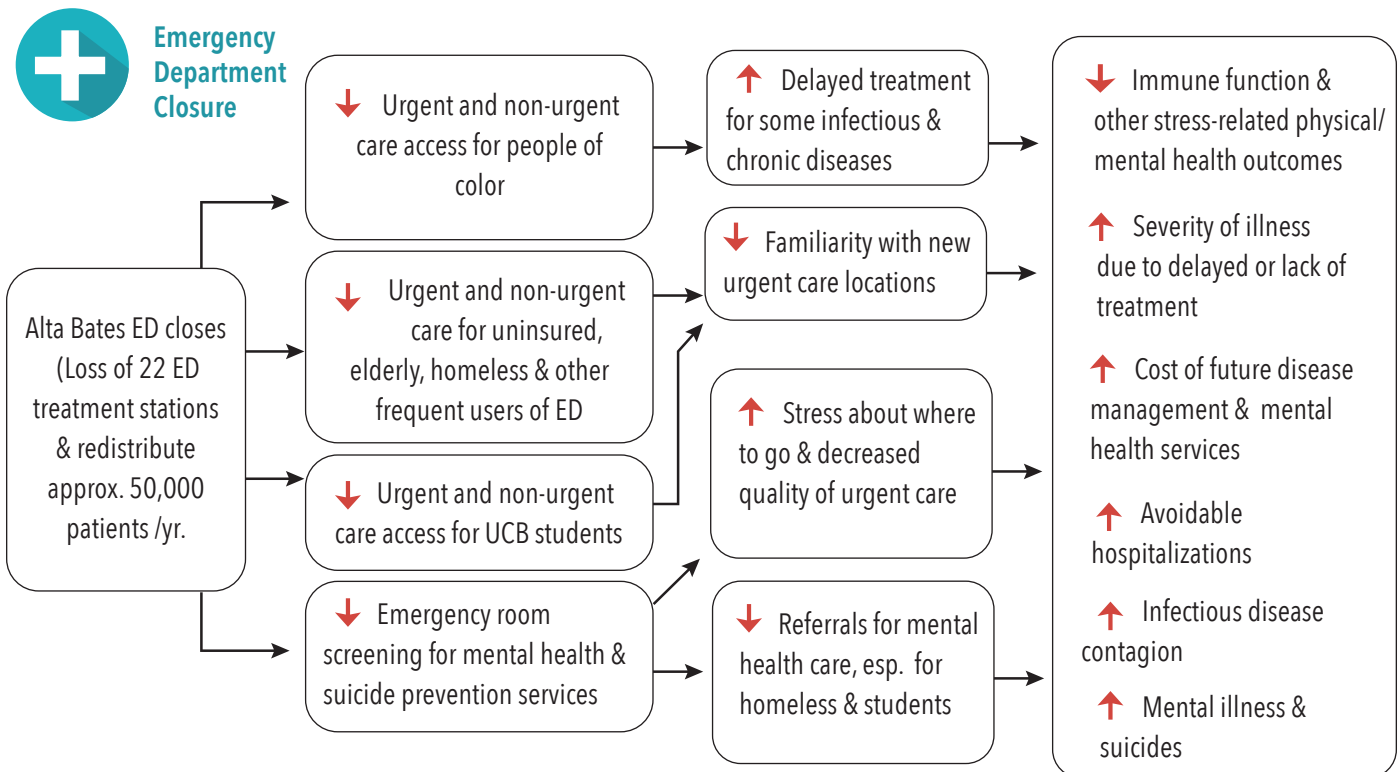 Emergency
Department
Closure
Alta Bates ED closes
(Loss of 22 ED
treatment stations
& redistribute
approx. 50,000
patients /yr.
Urgent and non-urgent
care access for people of
color
Urgent and non-urgent
care for uninsured,
elderly, homeless & other
frequent users of ED
Urgent and non-urgent
care access for UCB students
Emergency room
screening for mental health &
suicide prevention services
Delayed treatment
for some infectious &
chronic diseases
Familiarity with new
urgent care locations
Stress about where
to go & decreased
quality of urgent care
Referrals for mental
health care, esp. for
homeless & students
Immune function &
other stress-related physical/
mental health outcomes
Severity of illness
due to delayed or lack of
treatment
Cost of future disease
management & mental
health services
Avoidable
hospitalizations
Infectious disease
contagion
Mental illness &
suicides